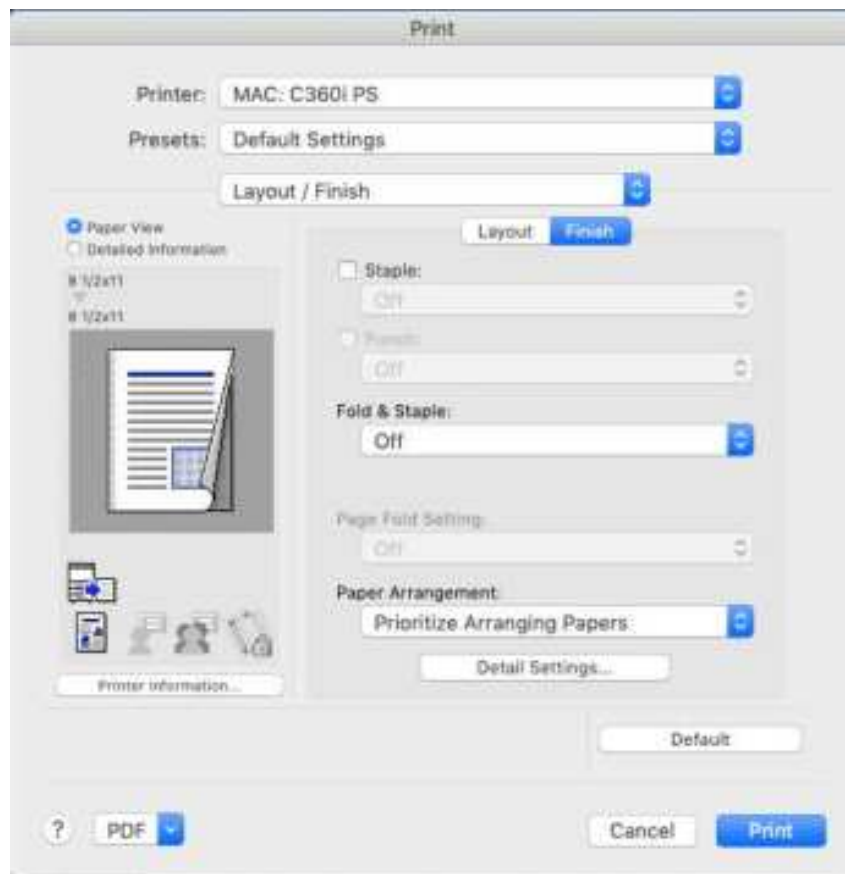 Print
Printer: MAC: C360i PS
Presets: Default Settings
Layout / Finish
Paper View
Detailed Information
8 1/2x11
8 1/2x11
Layout Finish
Staple:
Off
Punch:
Off
Fold & Staple:
Off
Page Fold Setting:
Off
Paper Arrangement:
Prioritize Arranging Papers
Detail Settings...
Printer Information...
Default
? PDF Cancel Print